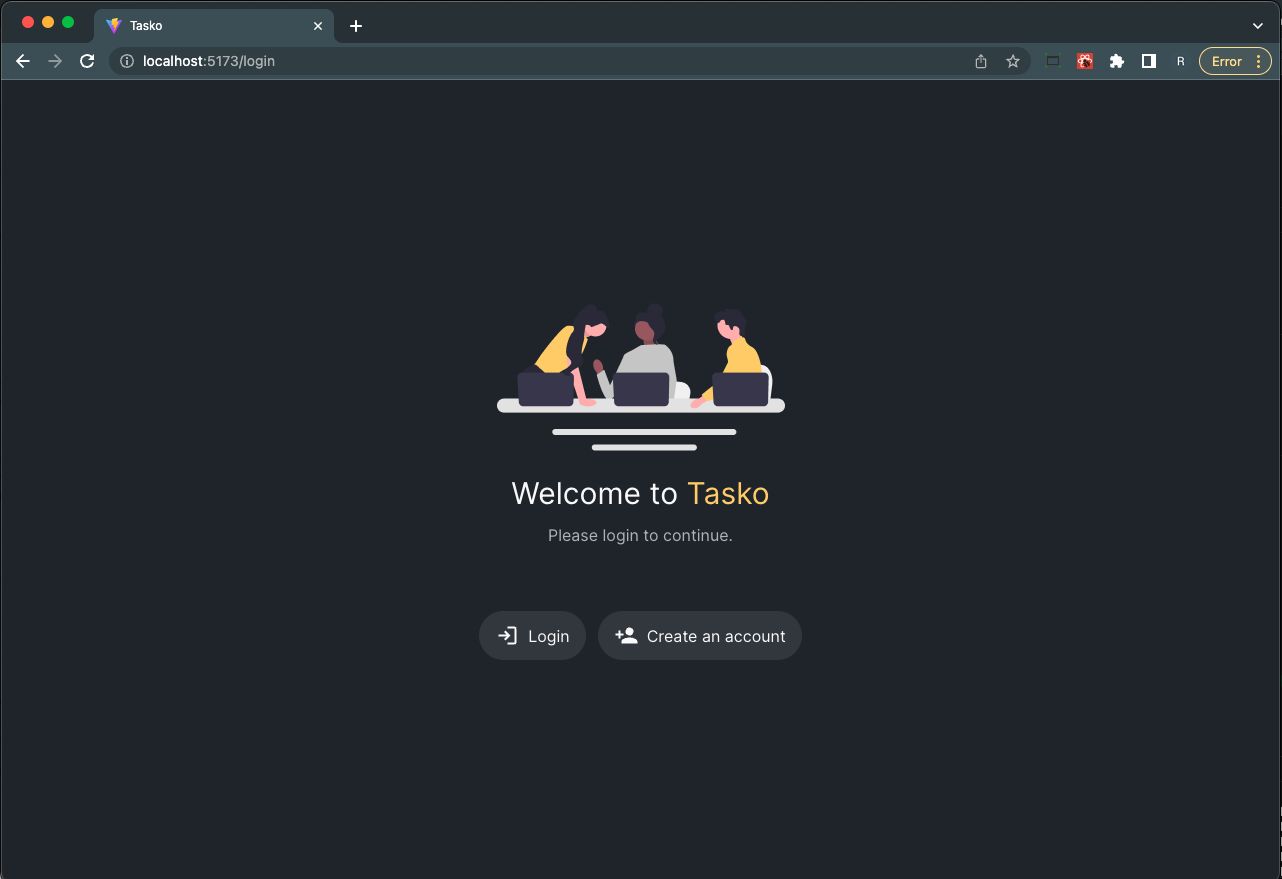 Tasko
localhost:5173/login
R
Error
Welcome to Tasko
Please login to continue.
Login
Create an account